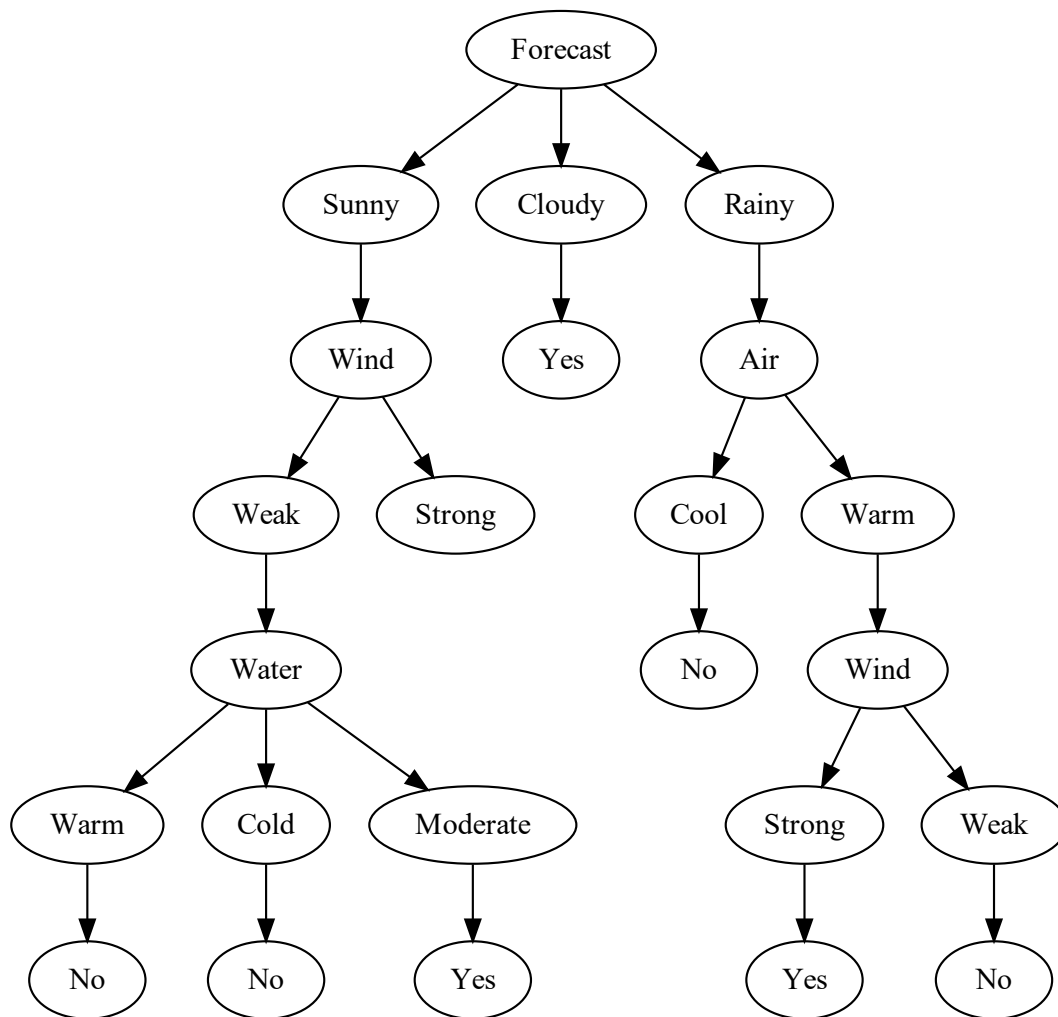 Forecast
Sunny
Cloudy
Rainy
Wind
Yes
Air
Weak
Strong
Cool
Warm
Water
No
Wind
Warm
Cold
Moderate
Strong
Weak
No
No
Yes
Yes
No